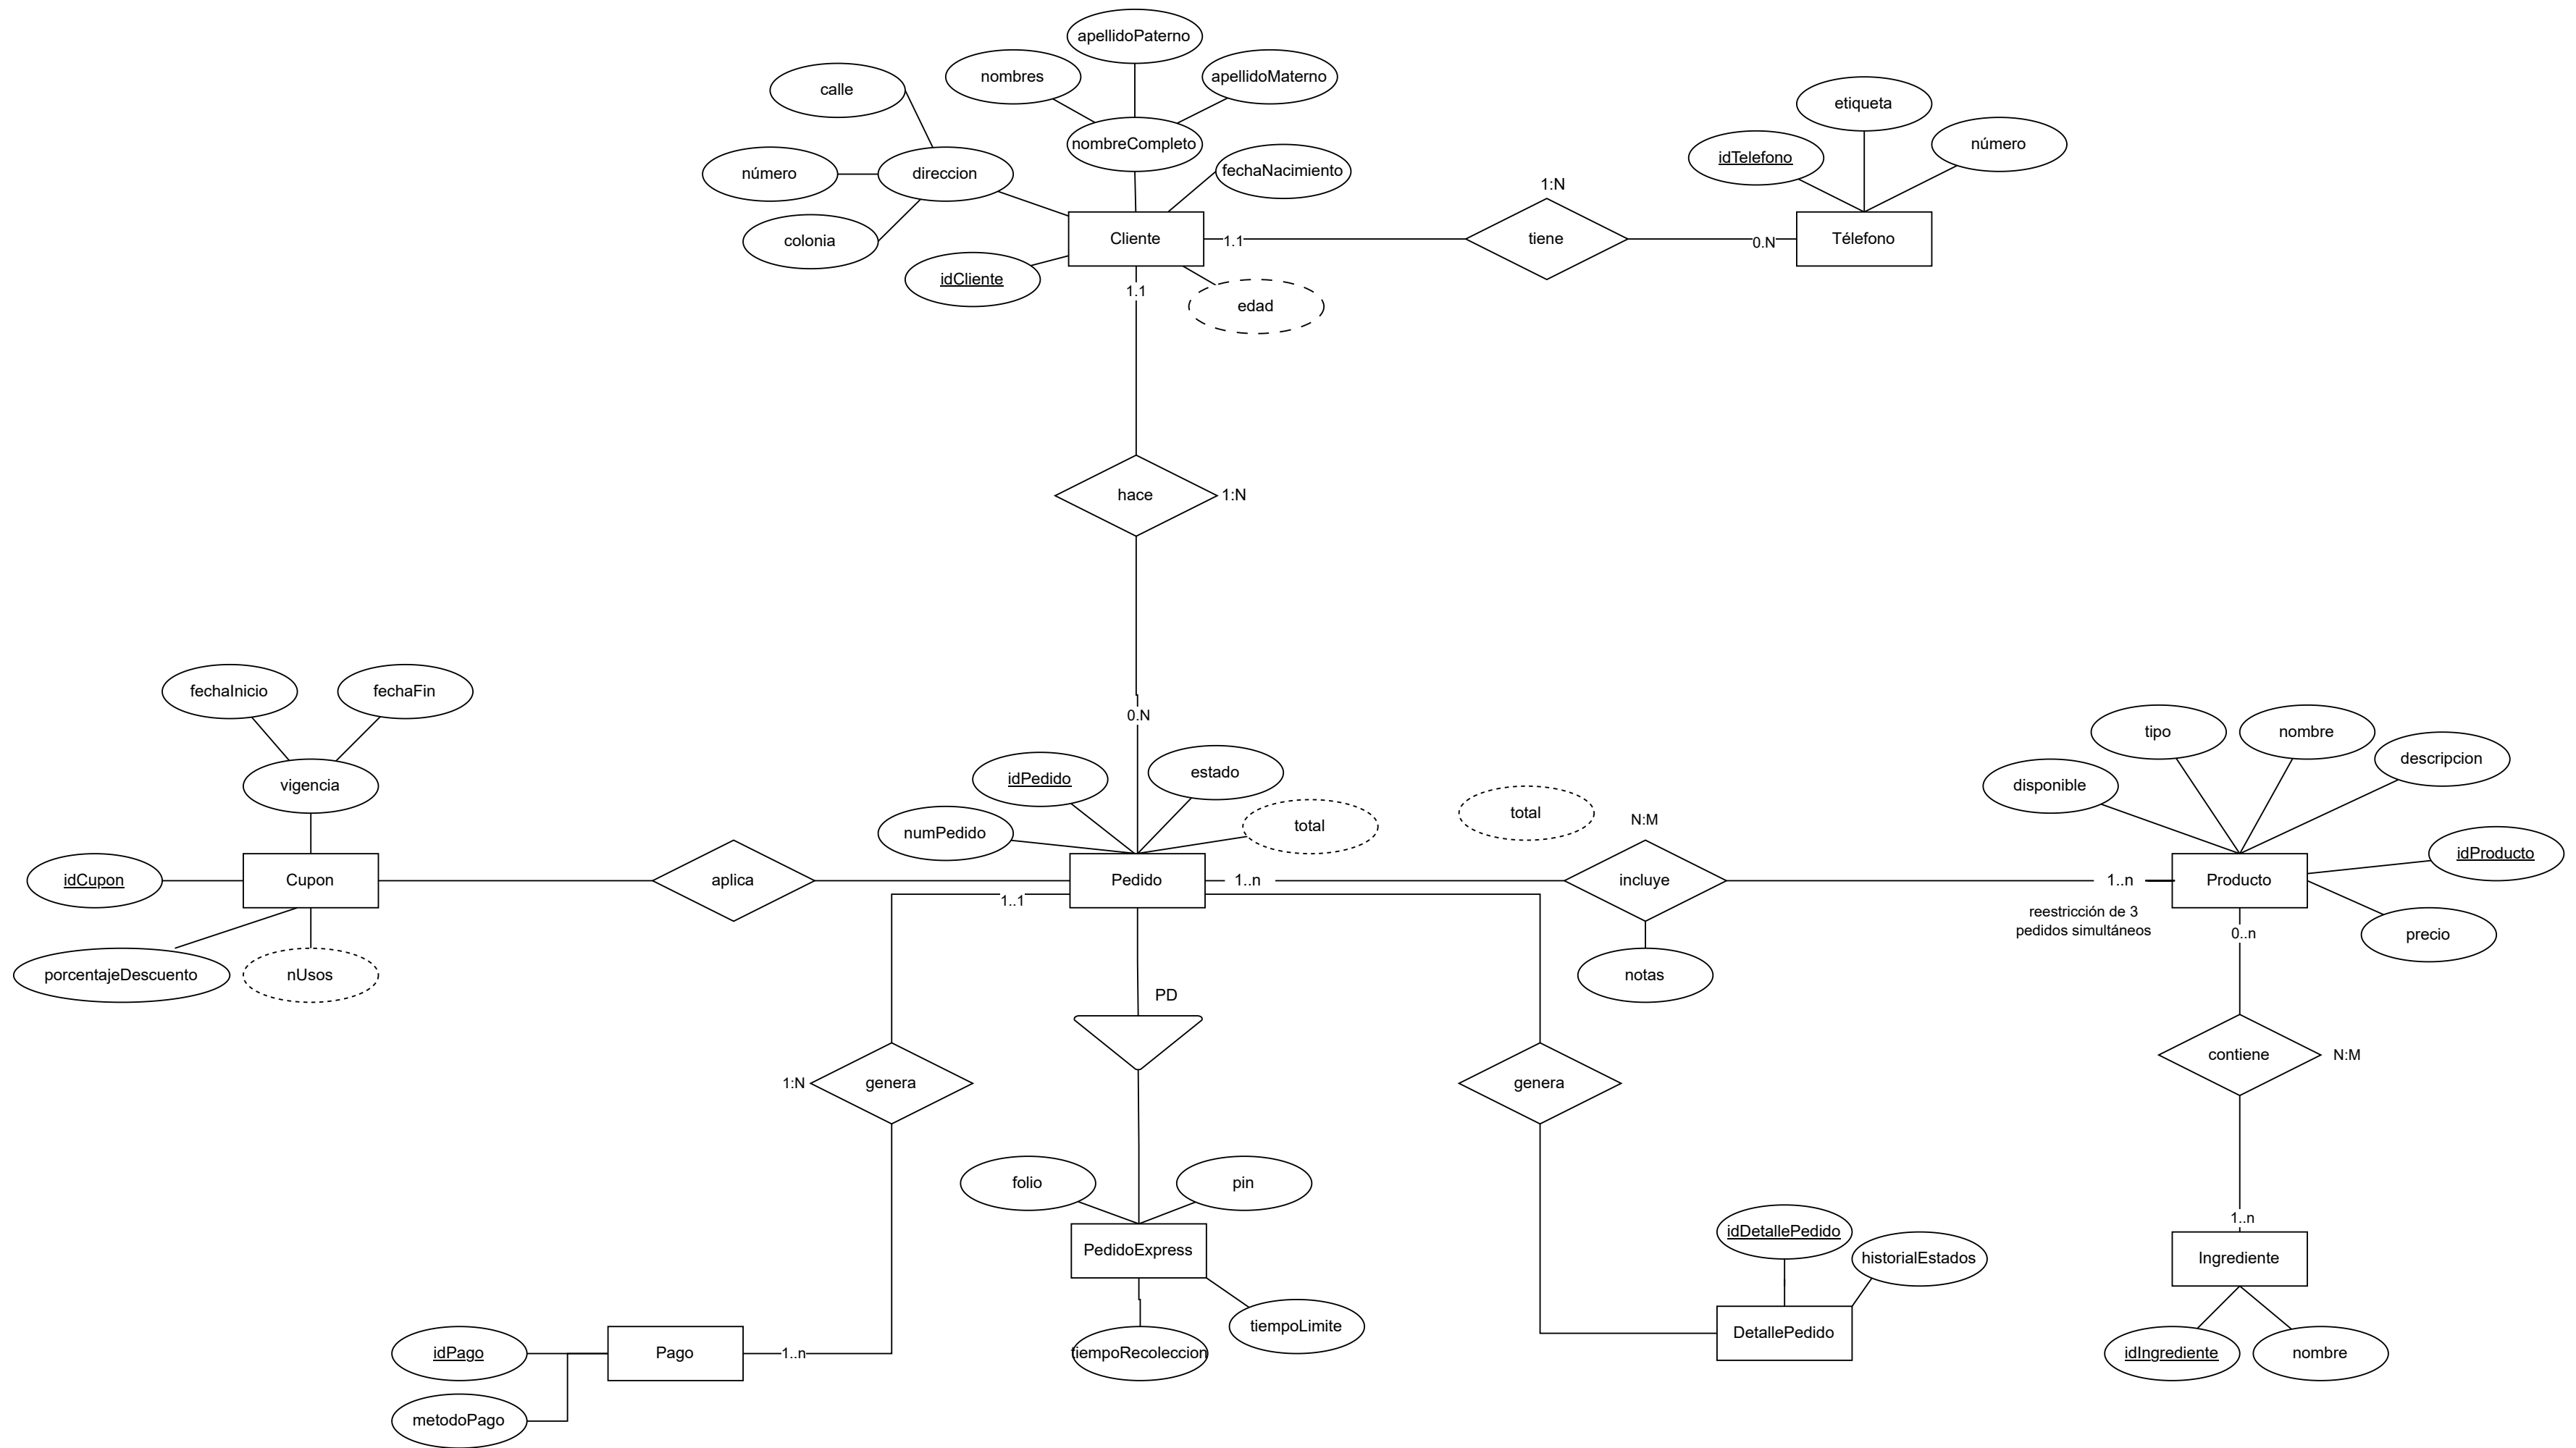 apellidoPaterno
nombres
apellidoMaterno
calle
etiqueta
nombreCompleto
idTelefono
número
número
direccion
fechaNacimiento
1:N
colonia
Cliente
1.1
tiene
0.N
Télefono
idCliente
1.1
edad
hace
1:N
0.N
fechaInicio
fechaFin
tipo
nombre
descripcion
vigencia
idPedido
estado
disponible
numPedido
total
total
N:M
idCupon
Cupon
aplica
Pedido
1..n
incluye
1..n
Producto
idProducto
1..1
reestricción de 3
pedidos simultáneos
0..n
precio
porcentajeDescuento
nUsos
notas
PD
1:N
genera
genera
contiene
N:M
folio
pin
1..n
PedidoExpress
idDetallePedido
historialEstados
Ingrediente
tiempoLimite
DetallePedido
idPago
Pago
1..n
tiempoRecoleccion
idIngrediente
nombre
metodoPago